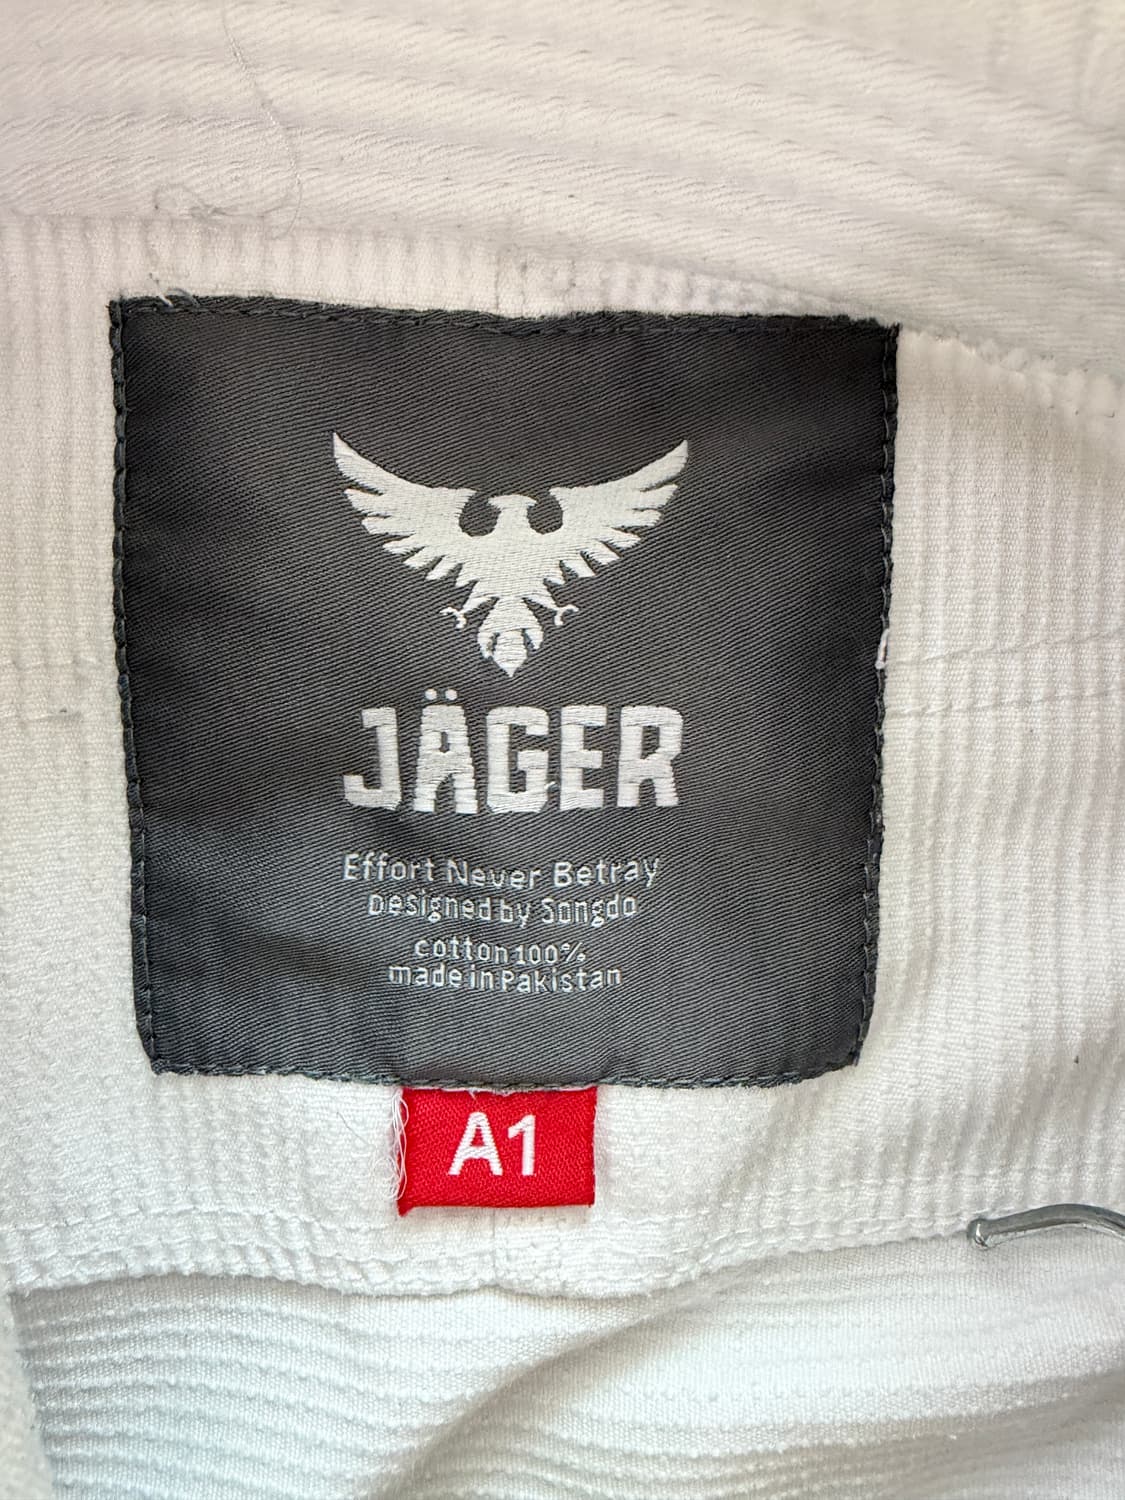 JÄGER
Effort Never Betray
Designed by Songdo
cotton 100%
made in Pakistan
A1